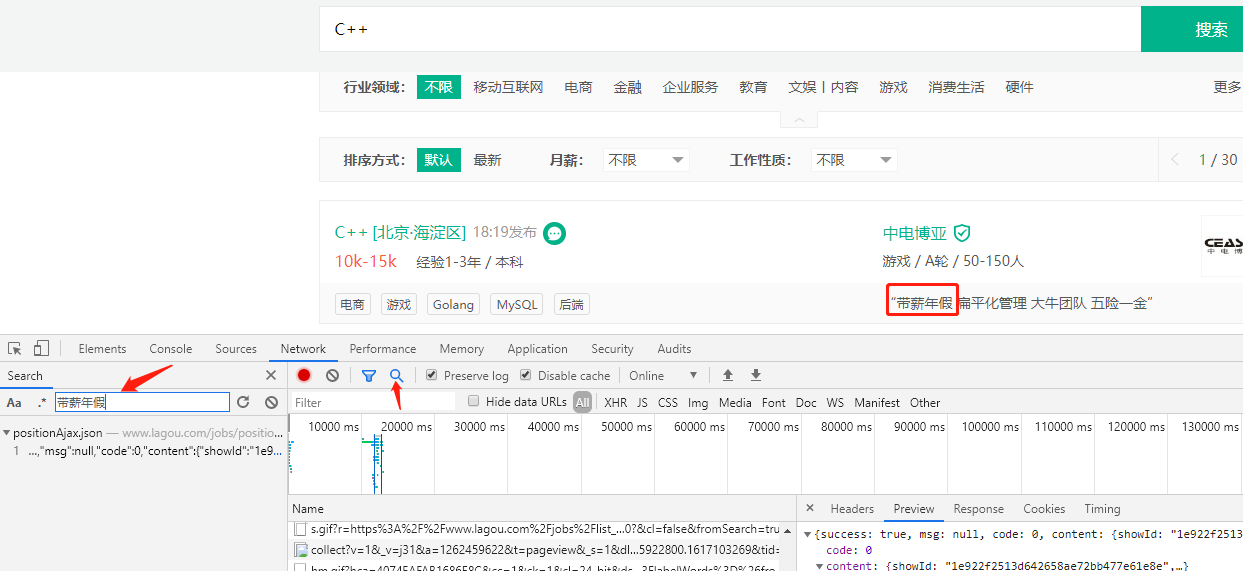 C++
搜索
行业领域： 不限 移动互联网 电商 金融 企业服务 教育 文娱丨内容 游戏 消费生活 硬件 更多
排序方式： 默认 最新 月薪： 不限 工作性质： 不限 1 / 30
C++ [北京·海淀区] 18:19发布 中电博亚
10k-15k 经验1-3年 / 本科 游戏 / A轮 / 50-150人
CEAS
中电博
电商 游戏 Golang MySQL 后端 “带薪年假 扁平化管理 大牛团队 五险一金”
Elements Console Sources Network Performance Memory Application Security Audits
Search Preserve log Disable cache Online
Aa .* 带薪年假 Filter Hide data URLs All XHR JS CSS Img Media Font Doc WS Manifest Other
10000 ms 20000 ms 30000 ms 40000 ms 50000 ms 60000 ms 70000 ms 80000 ms 90000 ms 100000 ms 110000 ms 120000 ms 130000 ms
positionAjax.json — www.lagou.com/jobs/positio...
1 ...,"msg":null,"code":0,"content":{"showId":"1e9...
Name Headers Preview Response Cookies Timing
s.gif?r=https%3A%2F%2Fwww.lagou.com%2Fjobs%2Flist_...0?&cl=false&fromSearch=tru
{success: true, msg: null, code: 0, content: {showId: "1e922f2513
collect?v=1&_v=j31&a=1262459622&t=pageview&_s=1&dl...5922800.1617103269&tid=
code: 0
content: {showId: "1e922f2513d642658ae72bb477e61e8e",…}